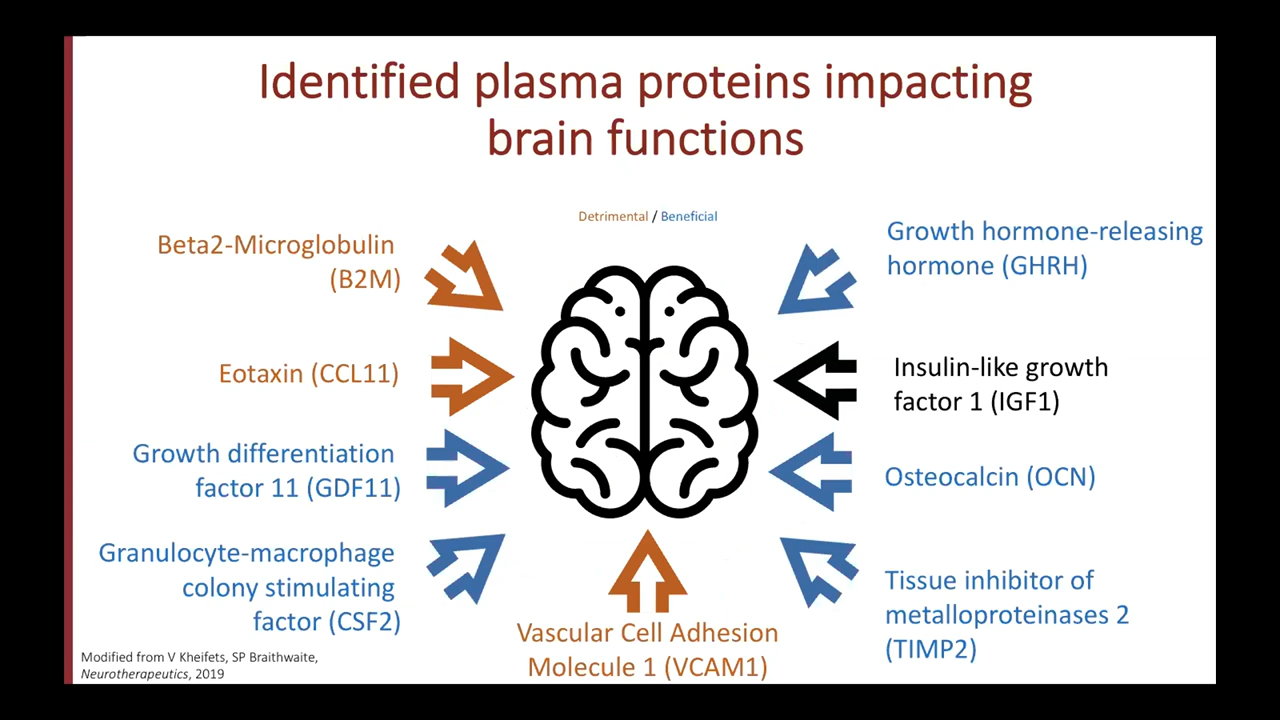 Identified plasma proteins impacting
brain functions
Detrimental / Beneficial
Beta2-Microglobulin
(B2M)
Eotaxin (CCL11)
Growth differentiation
factor 11 (GDF11)
Granulocyte-macrophage
colony stimulating
factor (CSF2)
Vascular Cell Adhesion
Molecule 1 (VCAM1)
Growth hormone-releasing
hormone (GHRH)
Insulin-like growth
factor 1 (IGF1)
Osteocalcin (OCN)
Tissue inhibitor of
metalloproteinases 2
(TIMP2)
Modified from V Kheifets, SP Braithwaite,
Neurotherapeutics, 2019